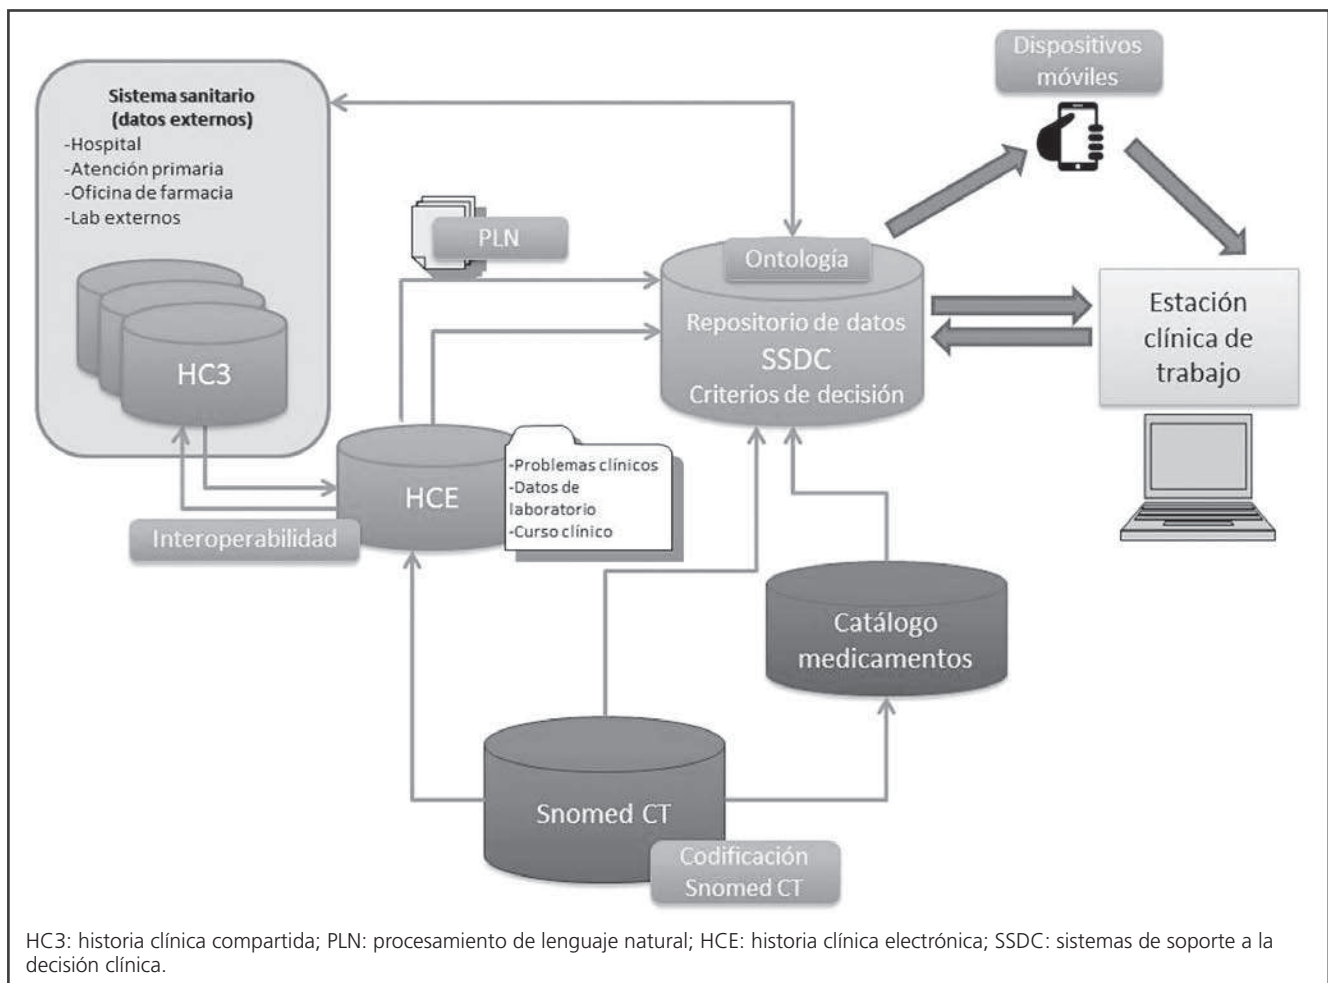 Dispositivos
móviles
Sistema sanitario
(datos externos)
-Hospital
-Atención primaria
-Oficina de farmacia
-Lab externos
HC3
PLN
Ontología
Repositorio de datos
SSDC
Criterios de decisión
Estación
clínica de
trabajo
HCE
-Problemas clínicos
-Datos de
laboratorio
-Curso clínico
Interoperabilidad
Catálogo
medicamentos
Snomed CT
Codificación
Snomed CT
HC3: historia clínica compartida; PLN: procesamiento de lenguaje natural; HCE: historia clínica electrónica; SSDC: sistemas de soporte a la
decisión clínica.